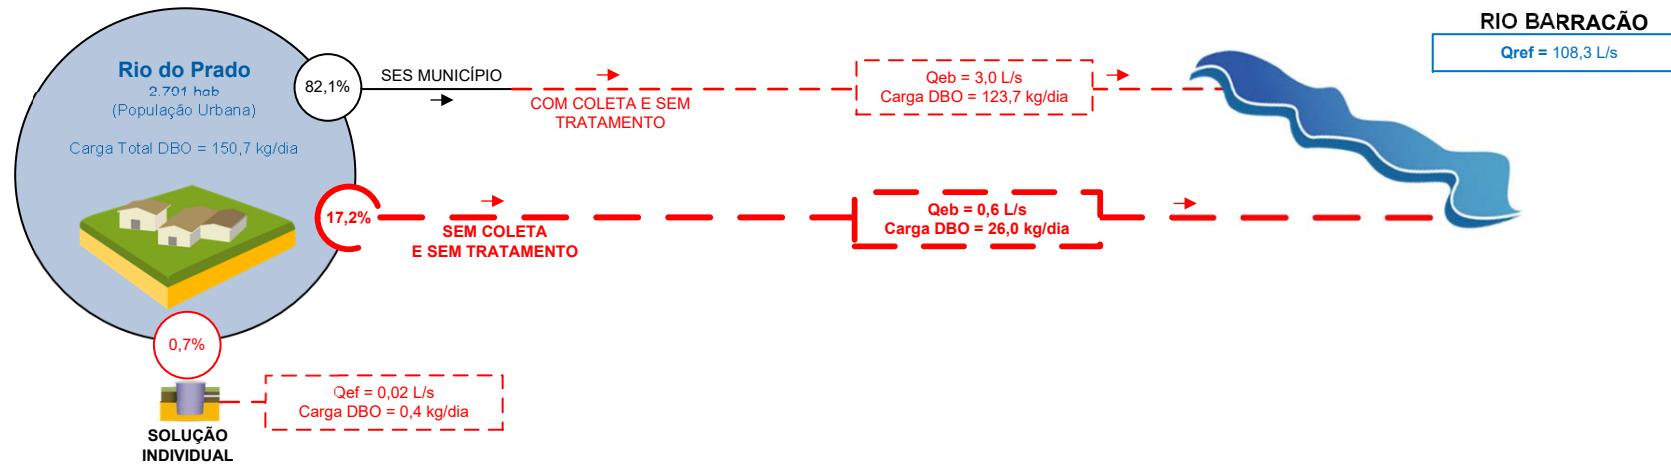 RIO BARRACÃO
Qref = 108,3 L/s
Rio do Prado
2.791 hab
(População Urbana)
Carga Total DBO = 150,7 kg/dia
82,1%
SES MUNICÍPIO
COM COLETA E SEM
TRATAMENTO
Qeb = 3,0 L/s
Carga DBO = 123,7 kg/dia
17,2%
SEM COLETA
E SEM TRATAMENTO
Qeb = 0,6 L/s
Carga DBO = 26,0 kg/dia
0,7%
Qef = 0,02 L/s
Carga DBO = 0,4 kg/dia
SOLUÇÃO
INDIVIDUAL